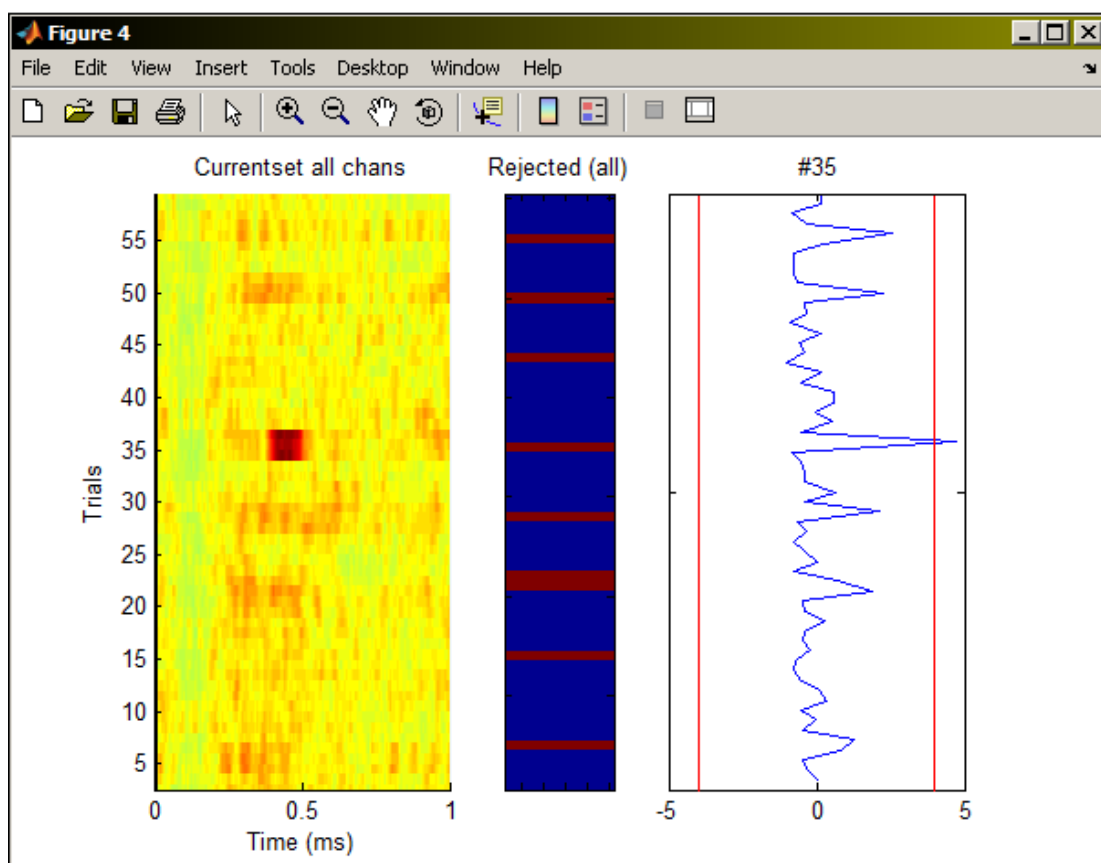 Figure 4
File Edit View Insert Tools Desktop Window Help
Currentset all chans
Rejected (all)
#35
55
50
45
40
35
30
25
20
15
10
5
Trials
0 0.5 1
Time (ms)
-5 0 5